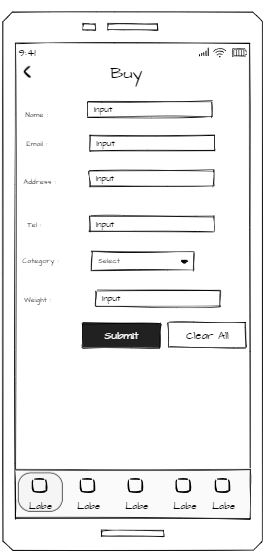 9:41
Buy
Name : Input
Email : Input
Address : Input
Tel : Input
Category : Select
Weight : Input
Submit Clear All
Labe Labe Labe Labe Labe